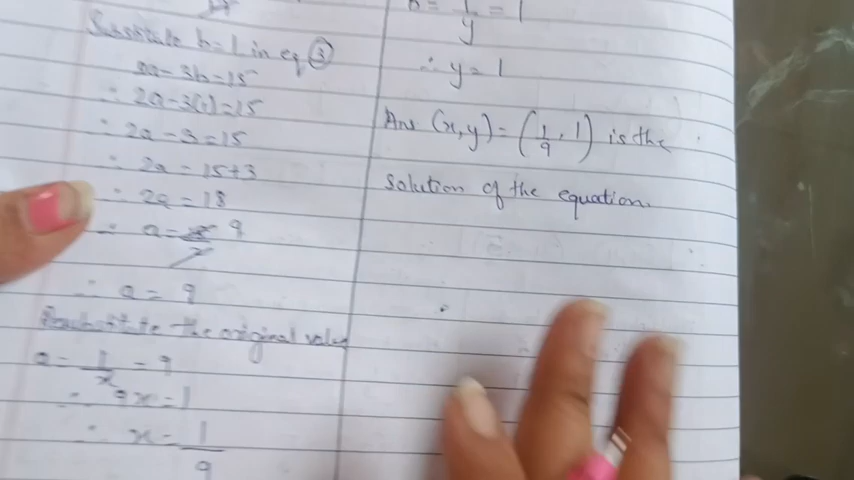 Substitute b=1 in eq ③
2a-3b=15
∴ 2a-3(1)=15
∴ 2a-3=15
∴ 2a = 15+3
∴ 2a = 18
∴ a = 9
∴ a = 9
Resubstitute the original value
a = 1/x = 9
∴ 9x=1
∴ x = 1/9
b = 1/y = 1
∴ y = 1
Ans (x,y) = (1/9, 1) is the
solution of the equation.